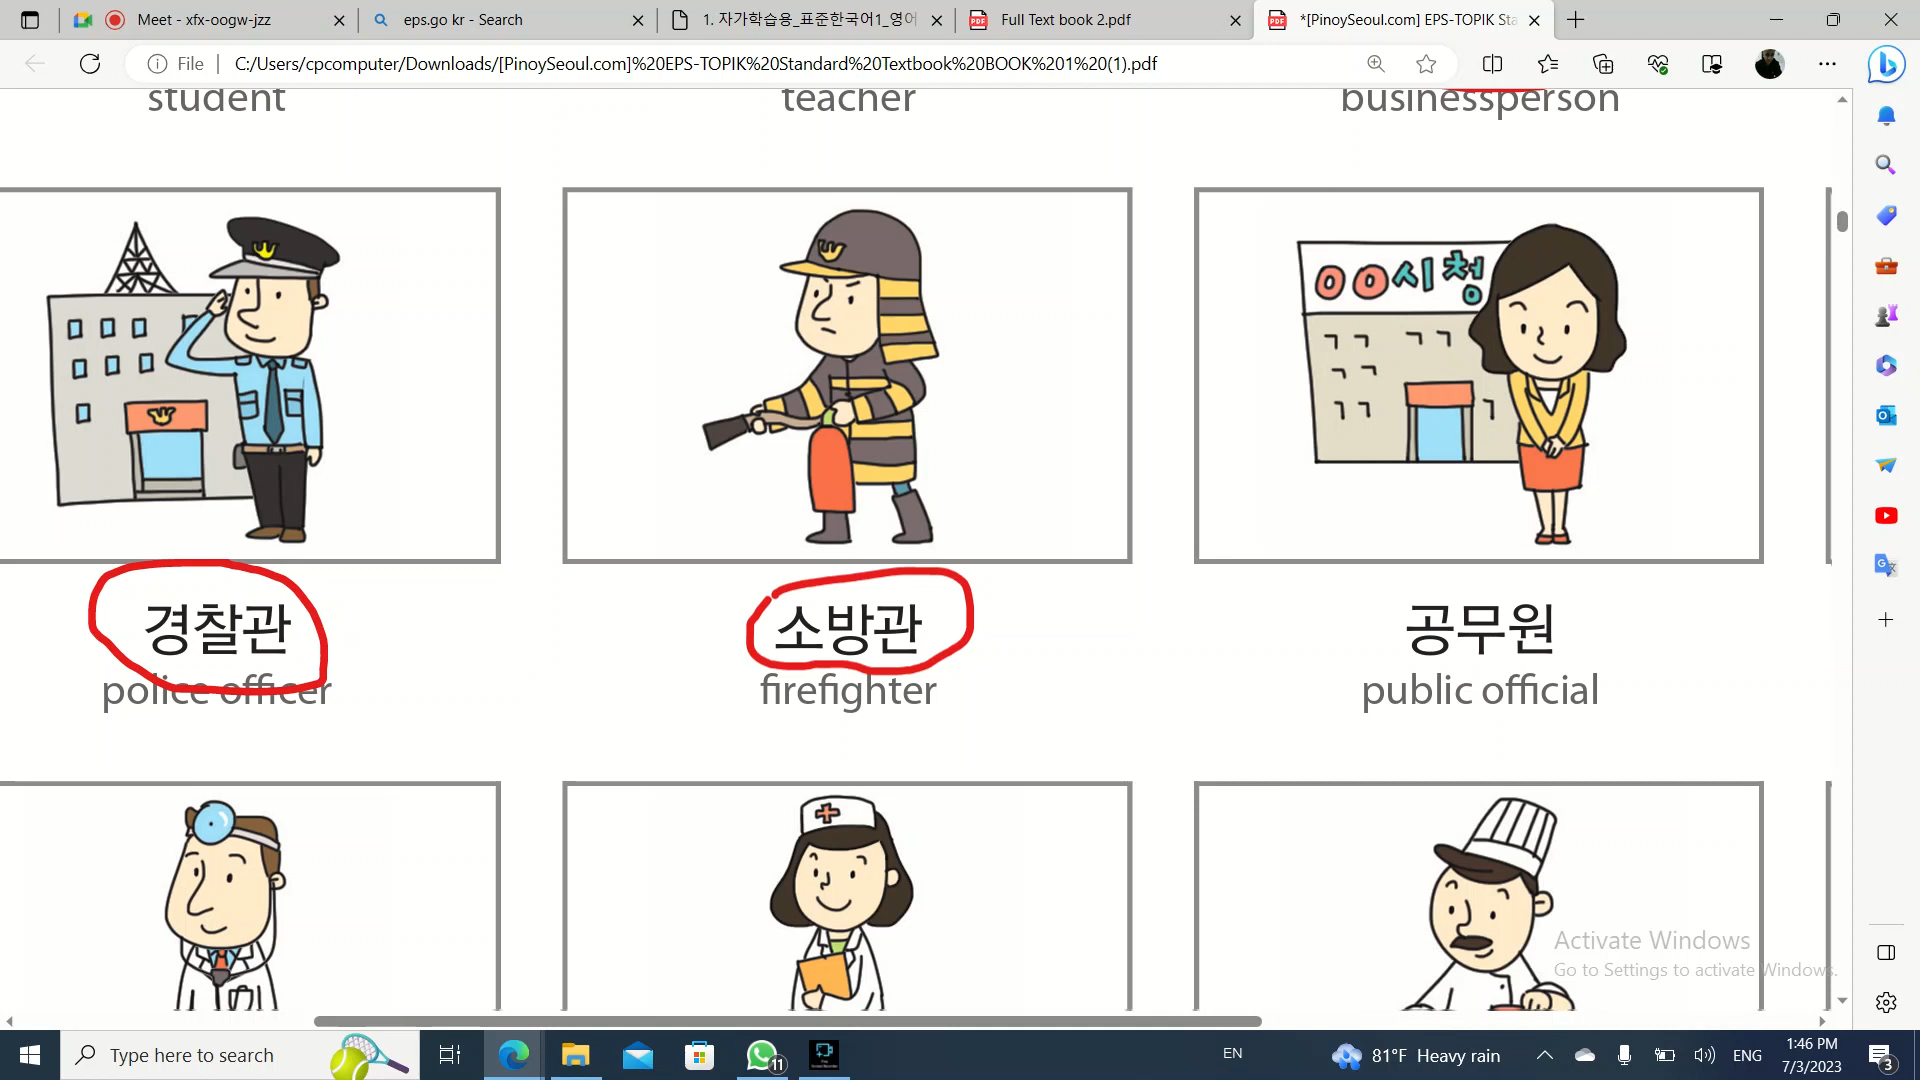 Meet - xfx-oogw-jzz
eps.go kr - Search
1. 자가학습용_표준한국어1_영어
Full Text book 2.pdf
*[PinoySeoul.com] EPS-TOPIK Sta
File
C:/Users/cpcomputer/Downloads/[PinoySeoul.com]%20EPS-TOPIK%20Standard%20Textbook%20BOOK%201%20(1).pdf
student
teacher
businessperson
OO시청
경찰관
소방관
공무원
police officer
firefighter
public official
Activate Windows
Go to Settings to activate Windows.
Type here to search
11
EN
81°F Heavy rain
ENG
1:46 PM
7/3/2023
3